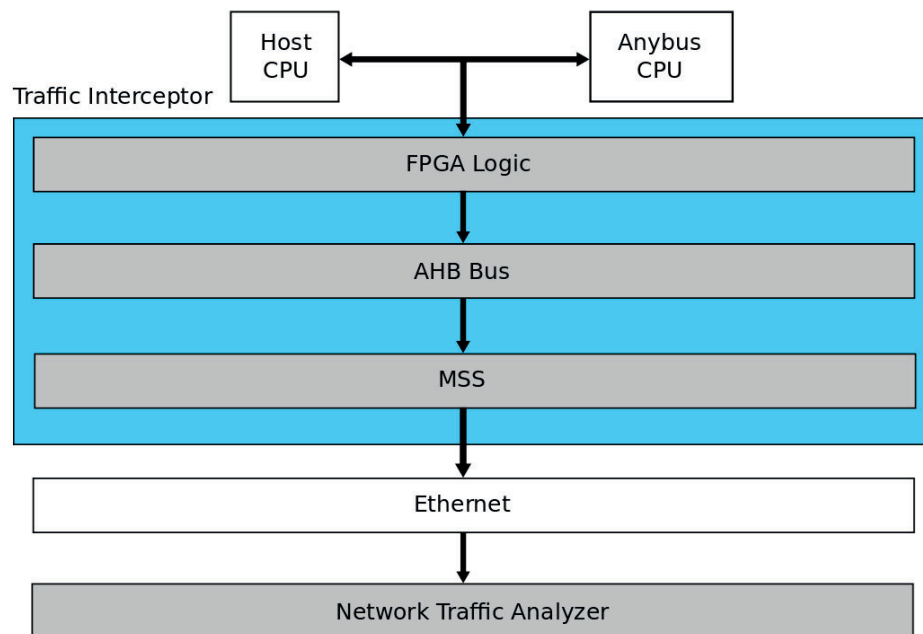 Host
CPU
Anybus
CPU
Traffic Interceptor
FPGA Logic
AHB Bus
MSS
Ethernet
Network Traffic Analyzer